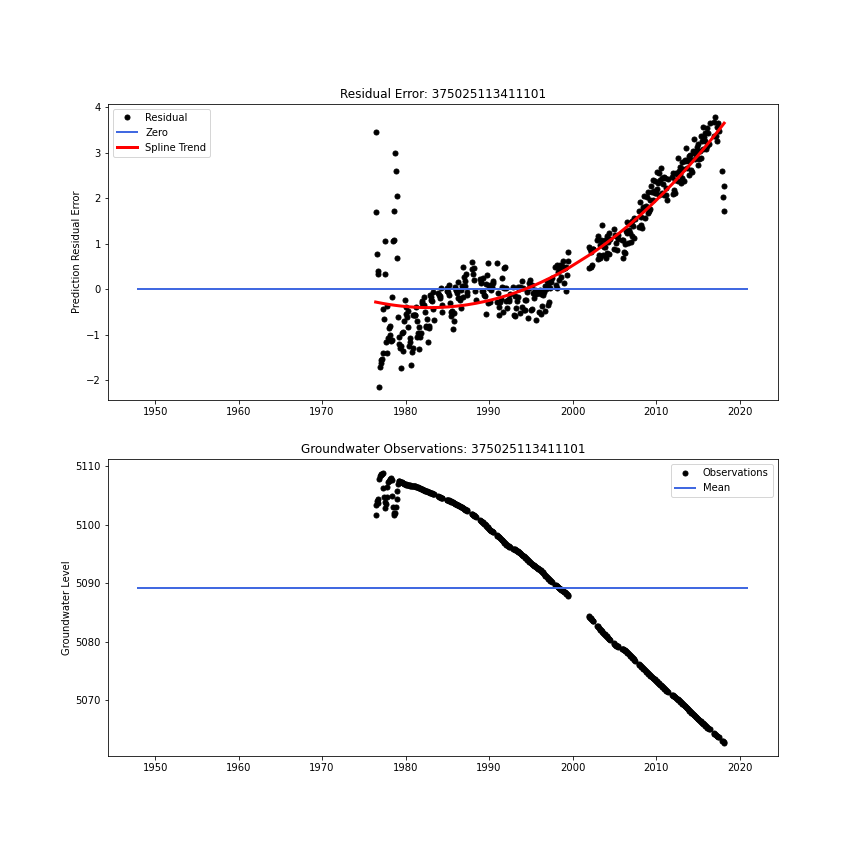 Residual Error: 375025113411101
Prediction Residual Error
4
3
2
1
0
−1
−2
Residual
Zero
Spline Trend
1950 1960 1970 1980 1990 2000 2010 2020
Groundwater Observations: 375025113411101
Groundwater Level
5110
5100
5090
5080
5070
Observations
Mean
1950 1960 1970 1980 1990 2000 2010 2020